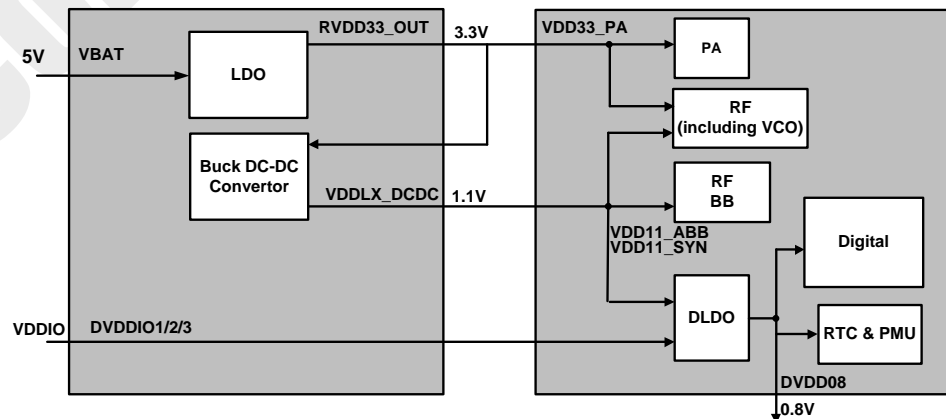 RVDD33_OUT
3.3V
VDD33_PA
5V
VBAT
LDO
PA
RF
(including VCO)
Buck DC-DC
Convertor
VDDLX_DCDC
1.1V
RF
BB
VDD11_ABB
VDD11_SYN
Digital
VDDIO
DVDDIO1/2/3
DLDO
RTC & PMU
DVDD08
0.8V